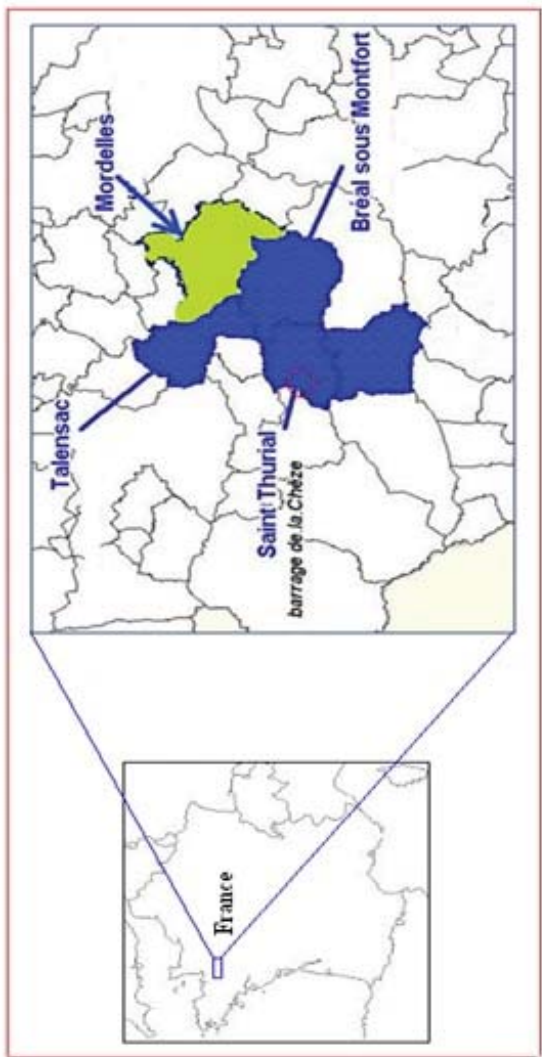 France
Talensac
Mordelles
Saint Thurial
barrage de la Chèze
Bréal sous Montfort